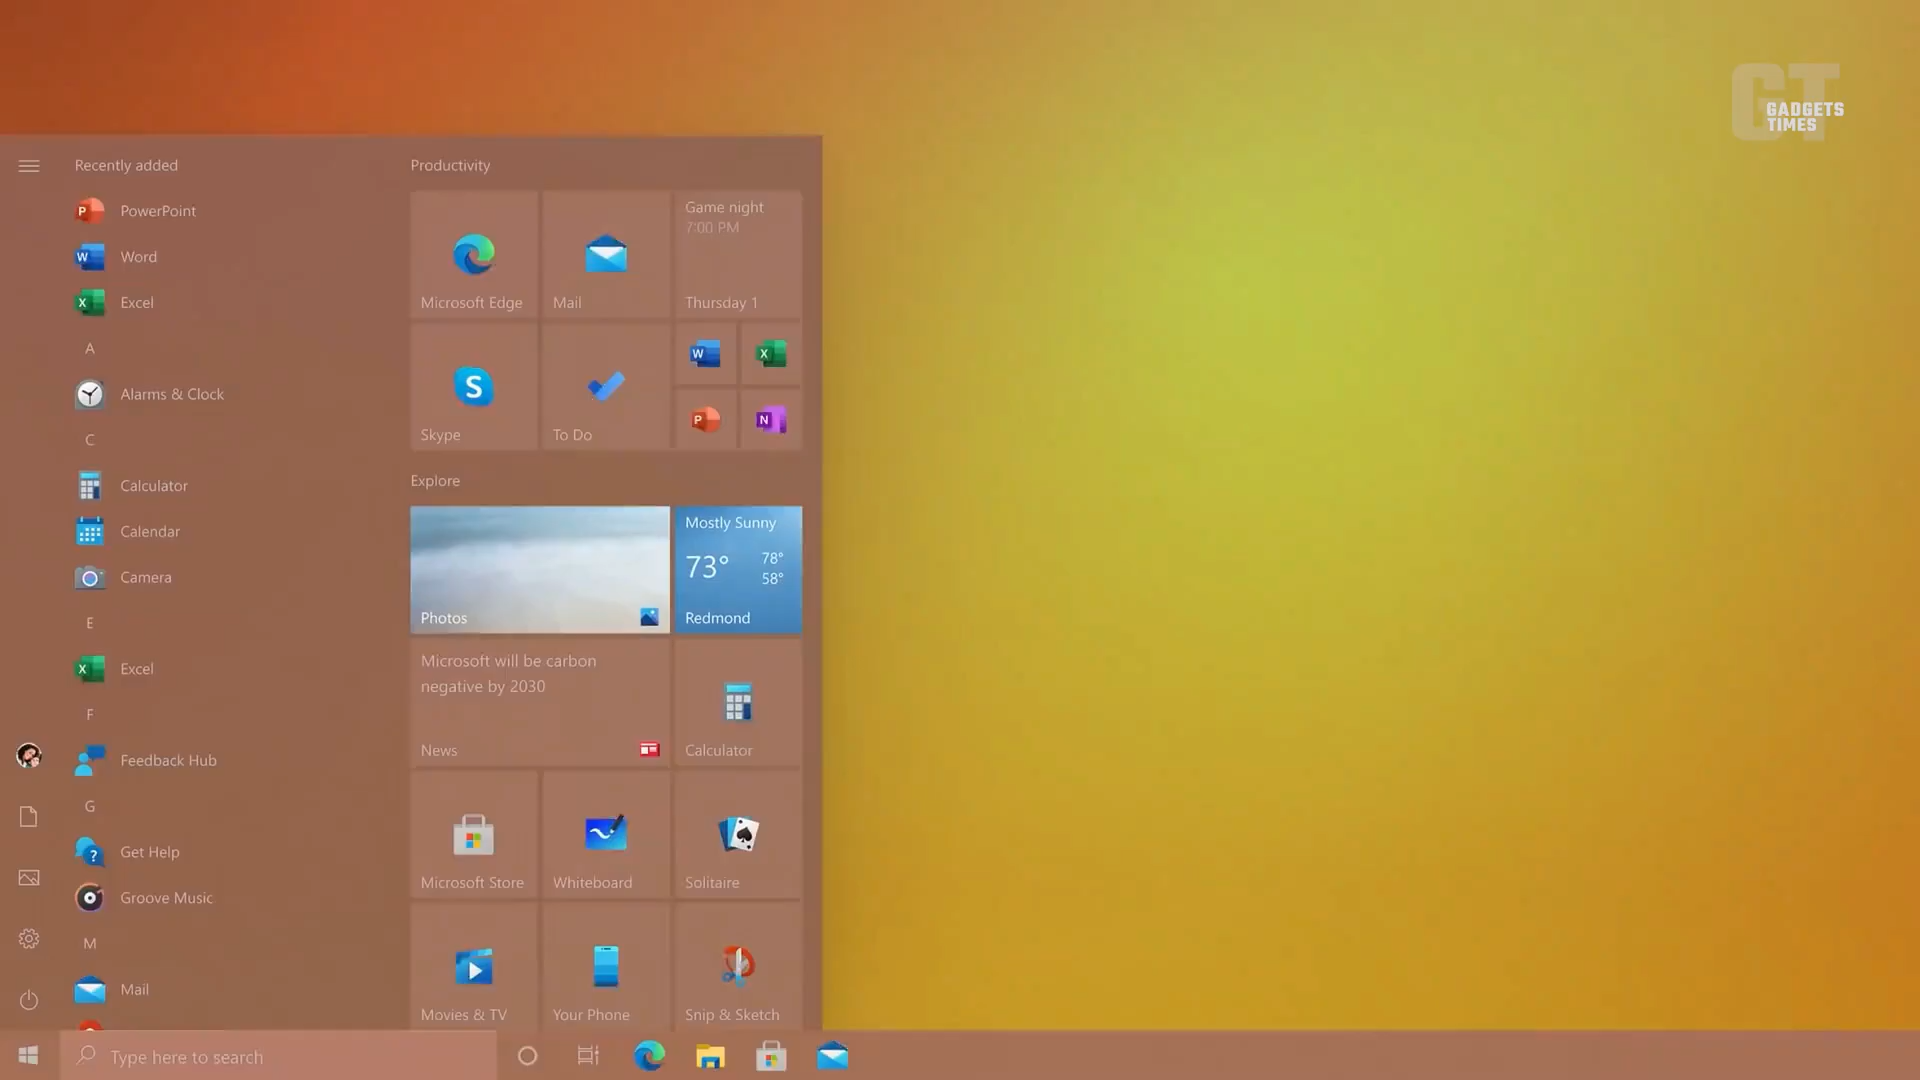 GT
GADGETS
TIMES
Recently added
PowerPoint
Word
Excel
A
Alarms & Clock
C
Calculator
Calendar
Camera
E
Excel
F
Feedback Hub
G
Get Help
Groove Music
M
Mail
Productivity
Microsoft Edge
Mail
Game night
7:00 PM
Thursday 1
Skype
To Do
Explore
Photos
Mostly Sunny
73°
78°
58°
Redmond
Microsoft will be carbon
negative by 2030
News
Calculator
Microsoft Store
Whiteboard
Solitaire
Movies & TV
Your Phone
Snip & Sketch
Type here to search